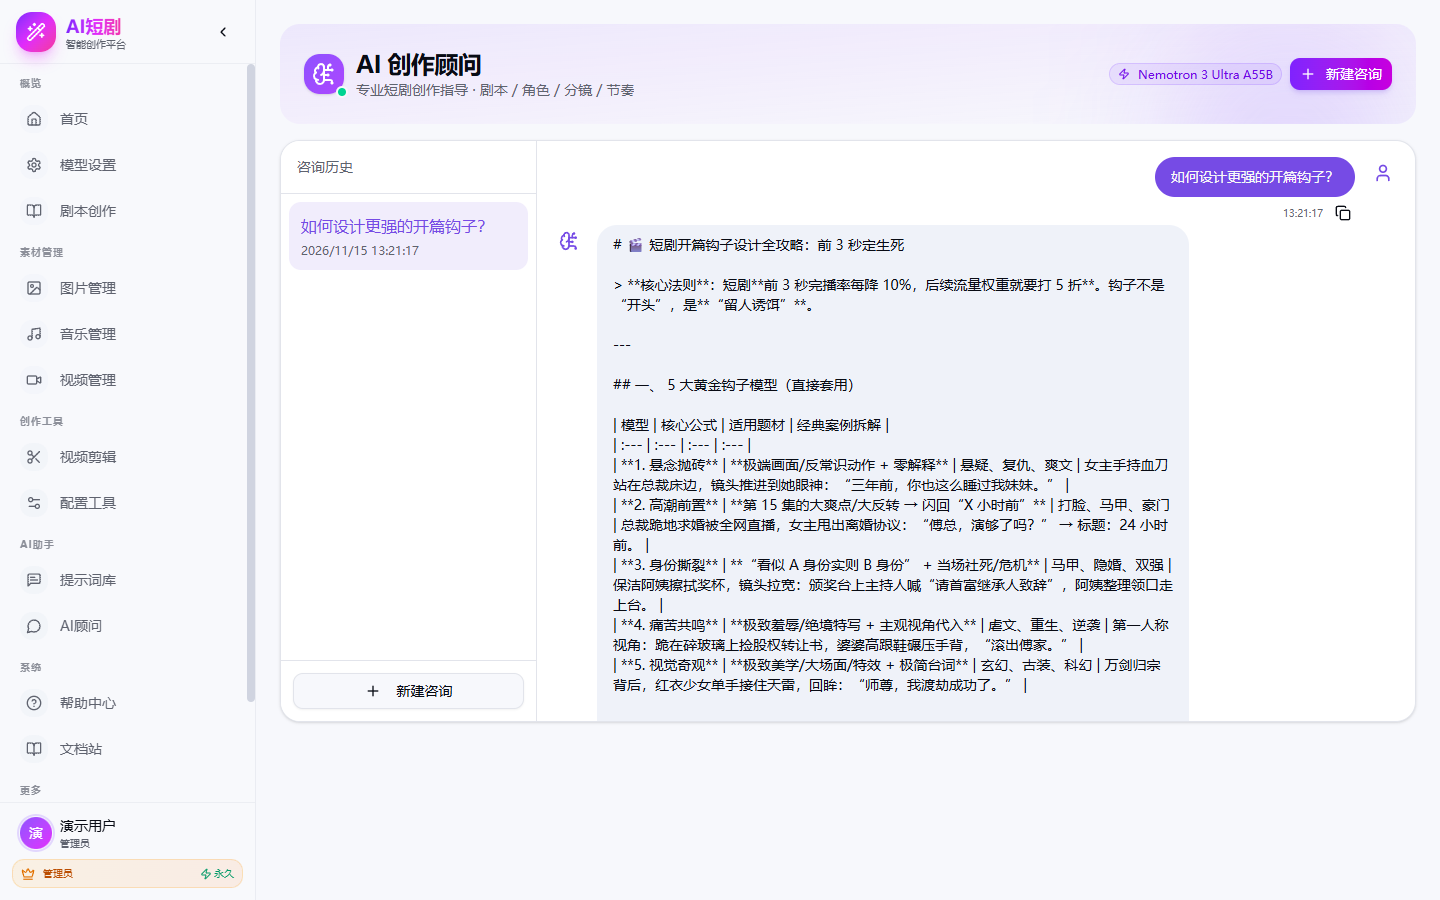 AI短剧
智能创作平台
概览
首页
模型设置
剧本创作
素材管理
图片管理
音乐管理
视频管理
创作工具
视频剪辑
配置工具
AI助手
提示词库
AI顾问
系统
帮助中心
文档站
更多
演
演示用户
管理员
管理员
永久
AI 创作顾问
专业短剧创作指导 · 剧本 / 角色 / 分镜 / 节奏
Nemotron 3 Ultra A55B
新建咨询
咨询历史
如何设计更强的开篇钩子？
2026/11/15 13:21:17
新建咨询
如何设计更强的开篇钩子？
13:21:17
# 🎬 短剧开篇钩子设计全攻略：前 3 秒定生死
> **核心法则**：短剧**前 3 秒完播率每降 10%，后续流量权重就要打 5 折**。钩子不是
“开头”，是**“留人诱饵”**。
---
## 一、 5 大黄金钩子模型（直接套用）
| 模型 | 核心公式 | 适用题材 | 经典案例拆解 |
| :--- | :--- | :--- | :--- |
| **1. 悬念抛砖** | **极端画面/反常识动作 + 零解释** | 悬疑、复仇、爽文 | 女主手持血刀
站在总裁床边，镜头推进到她眼神：“三年前，你也这么睡过我妹妹。” |
| **2. 高潮前置** | **第 15 集的大爽点/大反转 → 闪回“X 小时前”** | 打脸、马甲、豪门
| 总裁跪地求婚被全网直播，女主甩出离婚协议：“傅总，演够了吗？” → 标题：24 小时
前。 |
| **3. 身份撕裂** | **“看似 A 身份实则 B 身份” + 当场社死/危机** | 马甲、隐婚、双强 |
保洁阿姨擦拭奖杯，镜头拉宽：颁奖台上主持人喊“请首富继承人致辞”，阿姨整理领口走
上台。 |
| **4. 痛苦共鸣** | **极致羞辱/绝境特写 + 主观视角代入** | 虐文、重生、逆袭 | 第一人称
视角：跪在碎玻璃上捡股权转让书，婆婆高跟鞋碾压手背，“滚出傅家。” |
| **5. 视觉奇观** | **极致美学/大场面/特效 + 极简台词** | 玄幻、古装、科幻 | 万剑归宗
背后，红衣少女单手接住天雷，回眸：“师尊，我渡劫成功了。” |